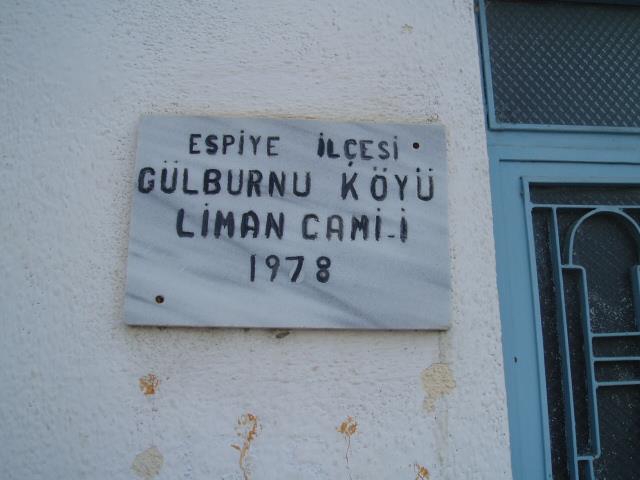 ESPİYE İLÇESİ
GÜLBURNU KÖYÜ
LİMAN CAMİ-İ
1978